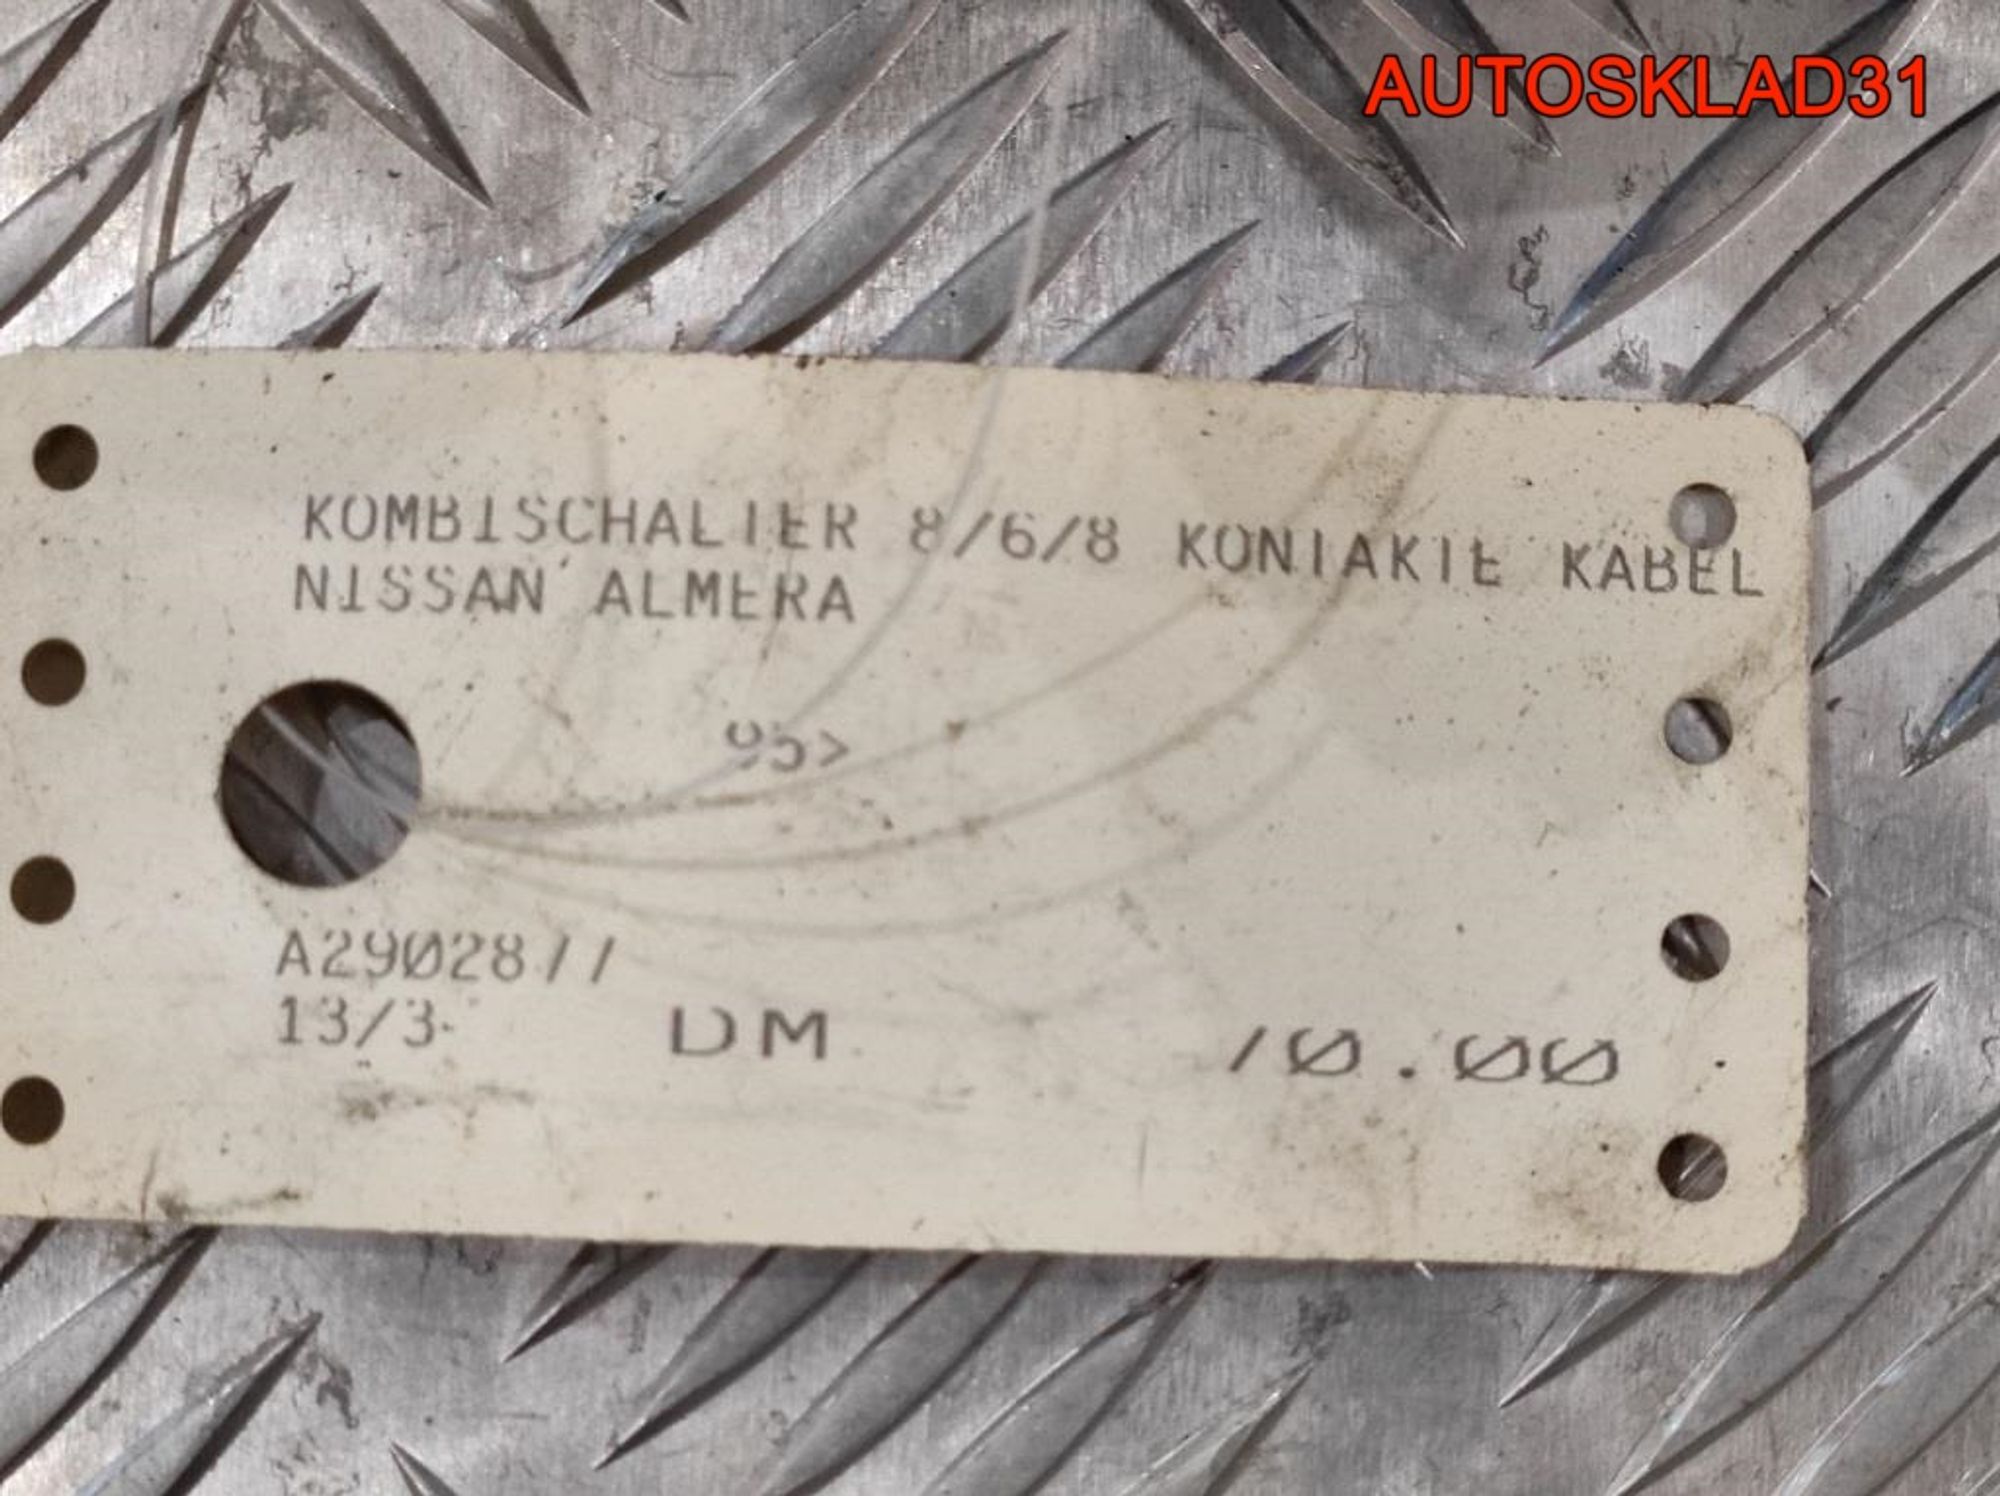 AUTOSKLAD31
KOMBISCHALTER 8/6/8 KONTAKTE KABEL
NISSAN ALMERA
95>
A2902877
13/3
DM 70.00